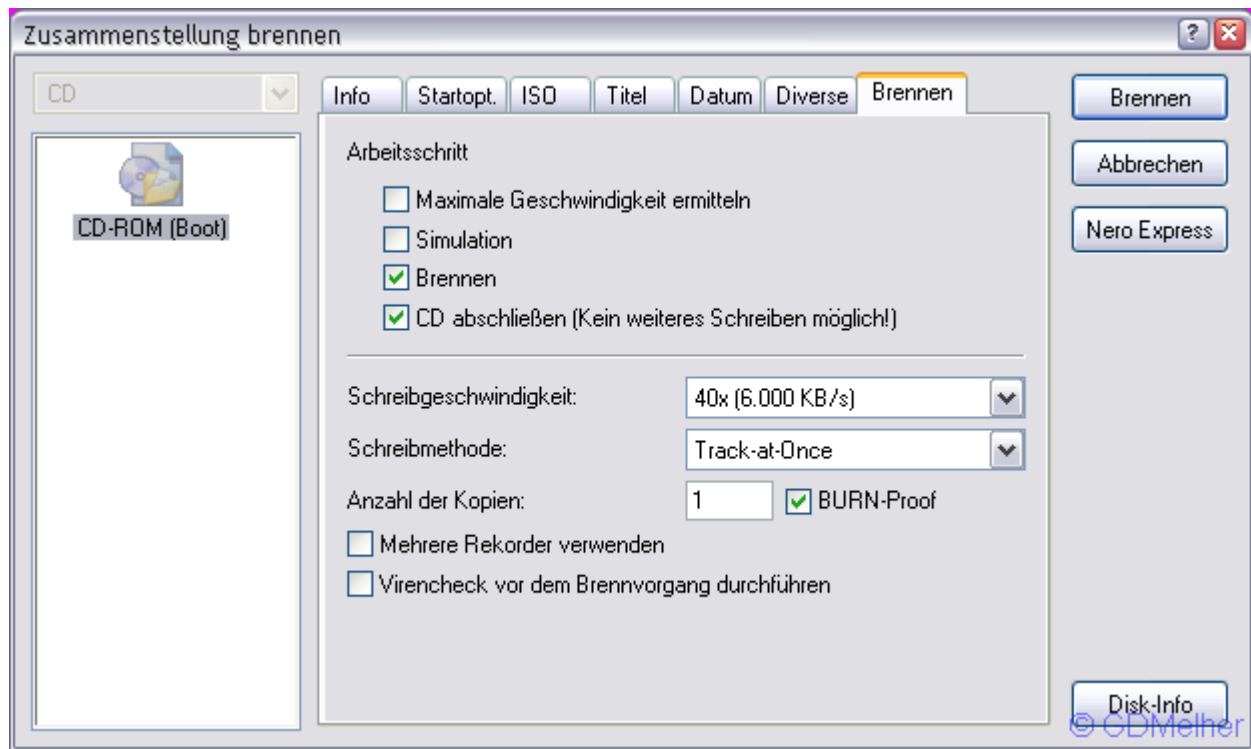 Zusammenstellung brennen
CD
Info Startopt. ISO Titel Datum Diverse Brennen
CD-ROM (Boot)
Arbeitsschritt
Maximale Geschwindigkeit ermitteln
Simulation
Brennen
CD abschließen (Kein weiteres Schreiben möglich!)
Schreibgeschwindigkeit: 40x (6.000 KB/s)
Schreibmethode: Track-at-Once
Anzahl der Kopien: 1 BURN-Proof
Mehrere Rekorder verwenden
Virencheck vor dem Brennvorgang durchführen
Brennen
Abbrechen
Nero Express
Disk-Info
© GDMelher